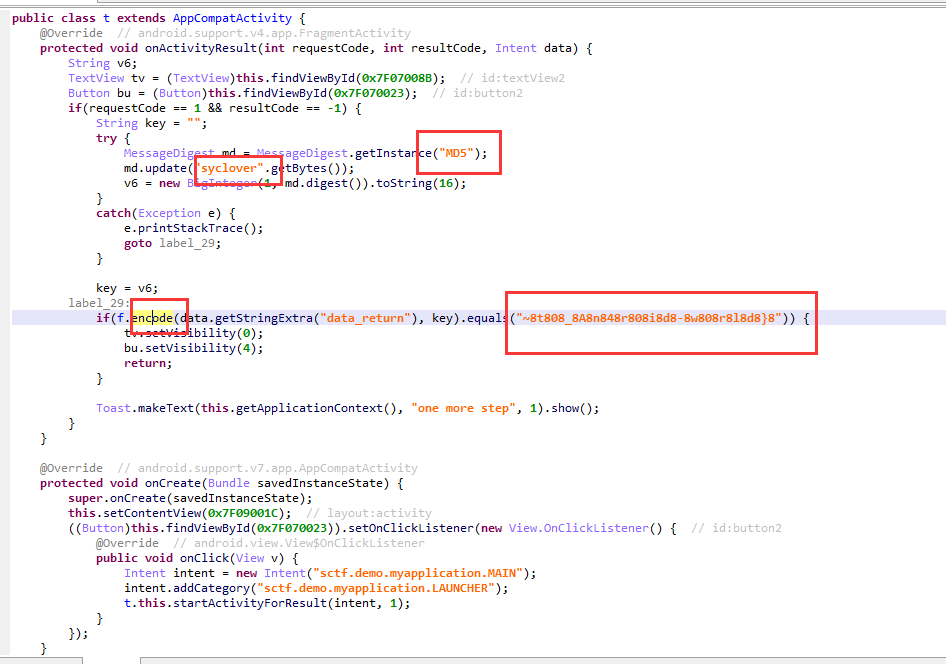 public class t extends AppCompatActivity {
@Override // android.support.v4.app.FragmentActivity
protected void onActivityResult(int requestCode, int resultCode, Intent data) {
String v6;
TextView tv = (TextView)this.findViewById(0x7F07008B); // id:textView2
Button bu = (Button)this.findViewById(0x7F070023); // id:button2
if(requestCode == 1 && resultCode == -1) {
String key = "";
try {
MessageDigest md = MessageDigest.getInstance("MD5");
md.update("syclover".getBytes());
v6 = new BigInteger(1, md.digest()).toString(16);
}
catch(Exception e) {
e.printStackTrace();
goto label_29;
}
key = v6;
label_29:
if(f.encode(data.getStringExtra("data_return"), key).equals("~8t808_8A8n848r808i8d8-8w808r8l8d8}8")) {
tv.setVisibility(0);
bu.setVisibility(4);
return;
}
Toast.makeText(this.getApplicationContext(), "one more step", 1).show();
}
}
@Override // android.support.v7.app.AppCompatActivity
protected void onCreate(Bundle savedInstanceState) {
super.onCreate(savedInstanceState);
this.setContentView(0x7F09001C); // layout:activity
((Button)this.findViewById(0x7F070023)).setOnClickListener(new View.OnClickListener() { // id:button2
@Override // android.view.View$OnClickListener
public void onClick(View v) {
Intent intent = new Intent("sctf.demo.myapplication.MAIN");
intent.addCategory("sctf.demo.myapplication.LAUNCHER");
t.this.startActivityForResult(intent, 1);
}
});
}